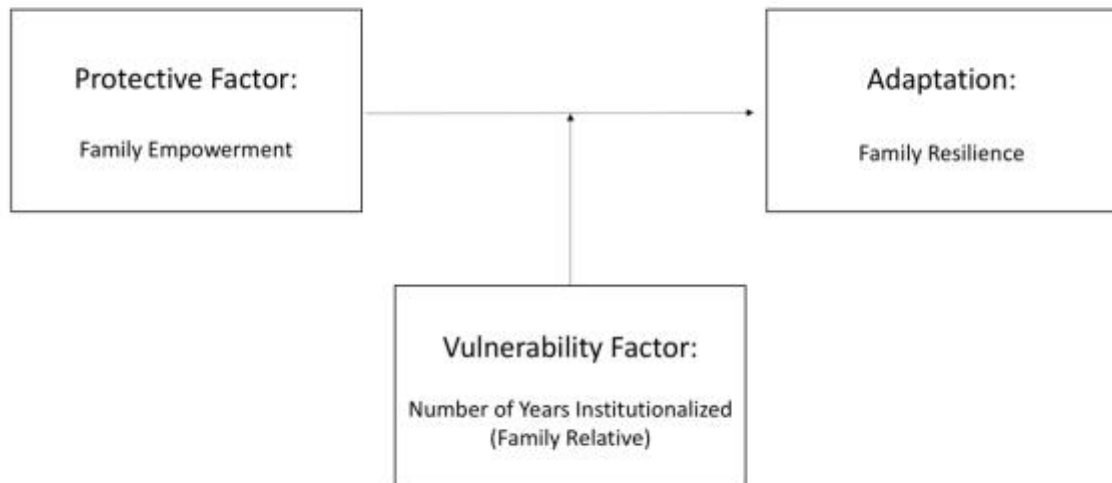 Protective Factor:
Family Empowerment
Adaptation:
Family Resilience
Vulnerability Factor:
Number of Years Institutionalized
(Family Relative)